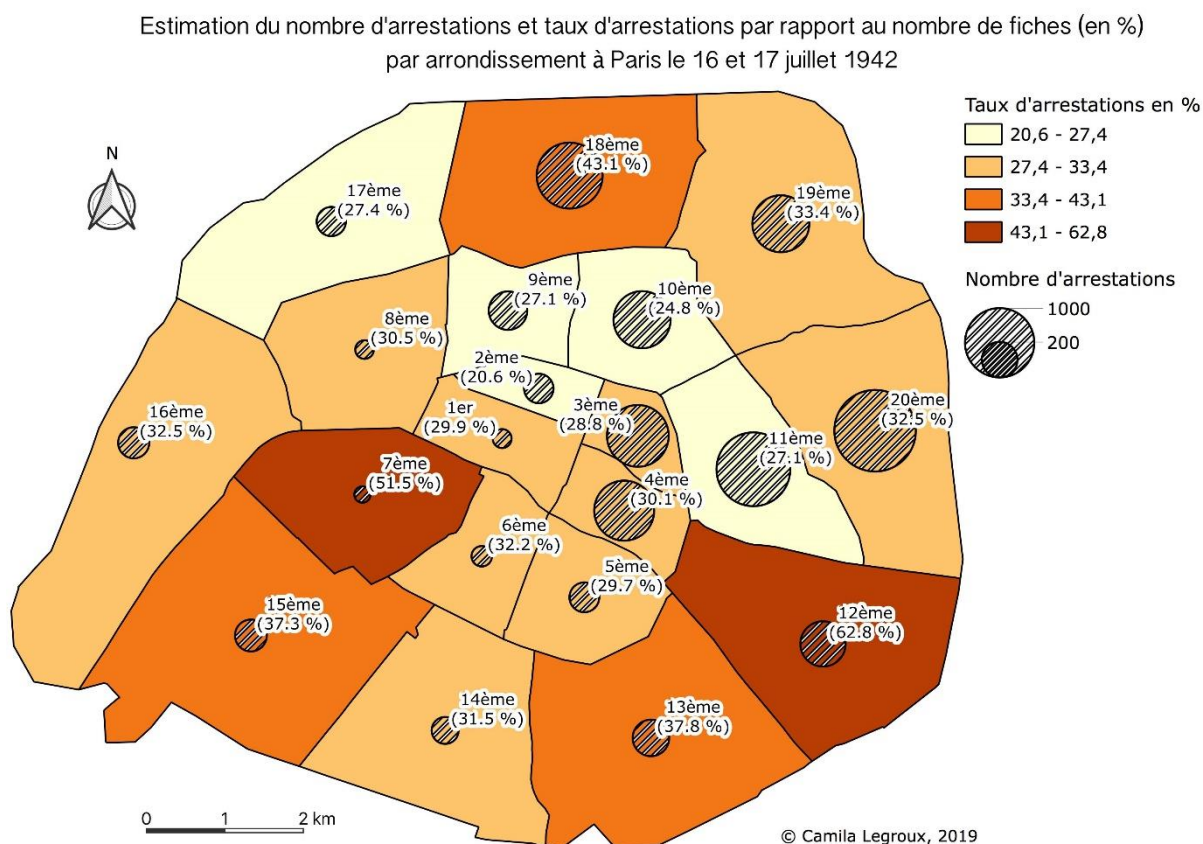 Estimation du nombre d'arrestations et taux d'arrestations par rapport au nombre de fiches (en %)
par arrondissement à Paris le 16 et 17 juillet 1942
N
Taux d'arrestations en %
20,6 - 27,4
27,4 - 33,4
33,4 - 43,1
43,1 - 62,8
Nombre d'arrestations
1000
200
18ème
(43.1 %)
17ème
(27.4 %)
19ème
(33.4 %)
9ème
(27.1 %)
10ème
(24.8 %)
8ème
(30.5 %)
2ème
(20.6 %)
1er
(29.9 %)
3ème
(28.8 %)
20ème
(32.5 %)
16ème
(32.5 %)
11ème
(27.1 %)
7ème
(51.5 %)
4ème
(30.1 %)
6ème
(32.2 %)
5ème
(29.7 %)
15ème
(37.3 %)
12ème
(62.8 %)
14ème
(31.5 %)
13ème
(37.8 %)
0 1 2 km
© Camila Legroux, 2019